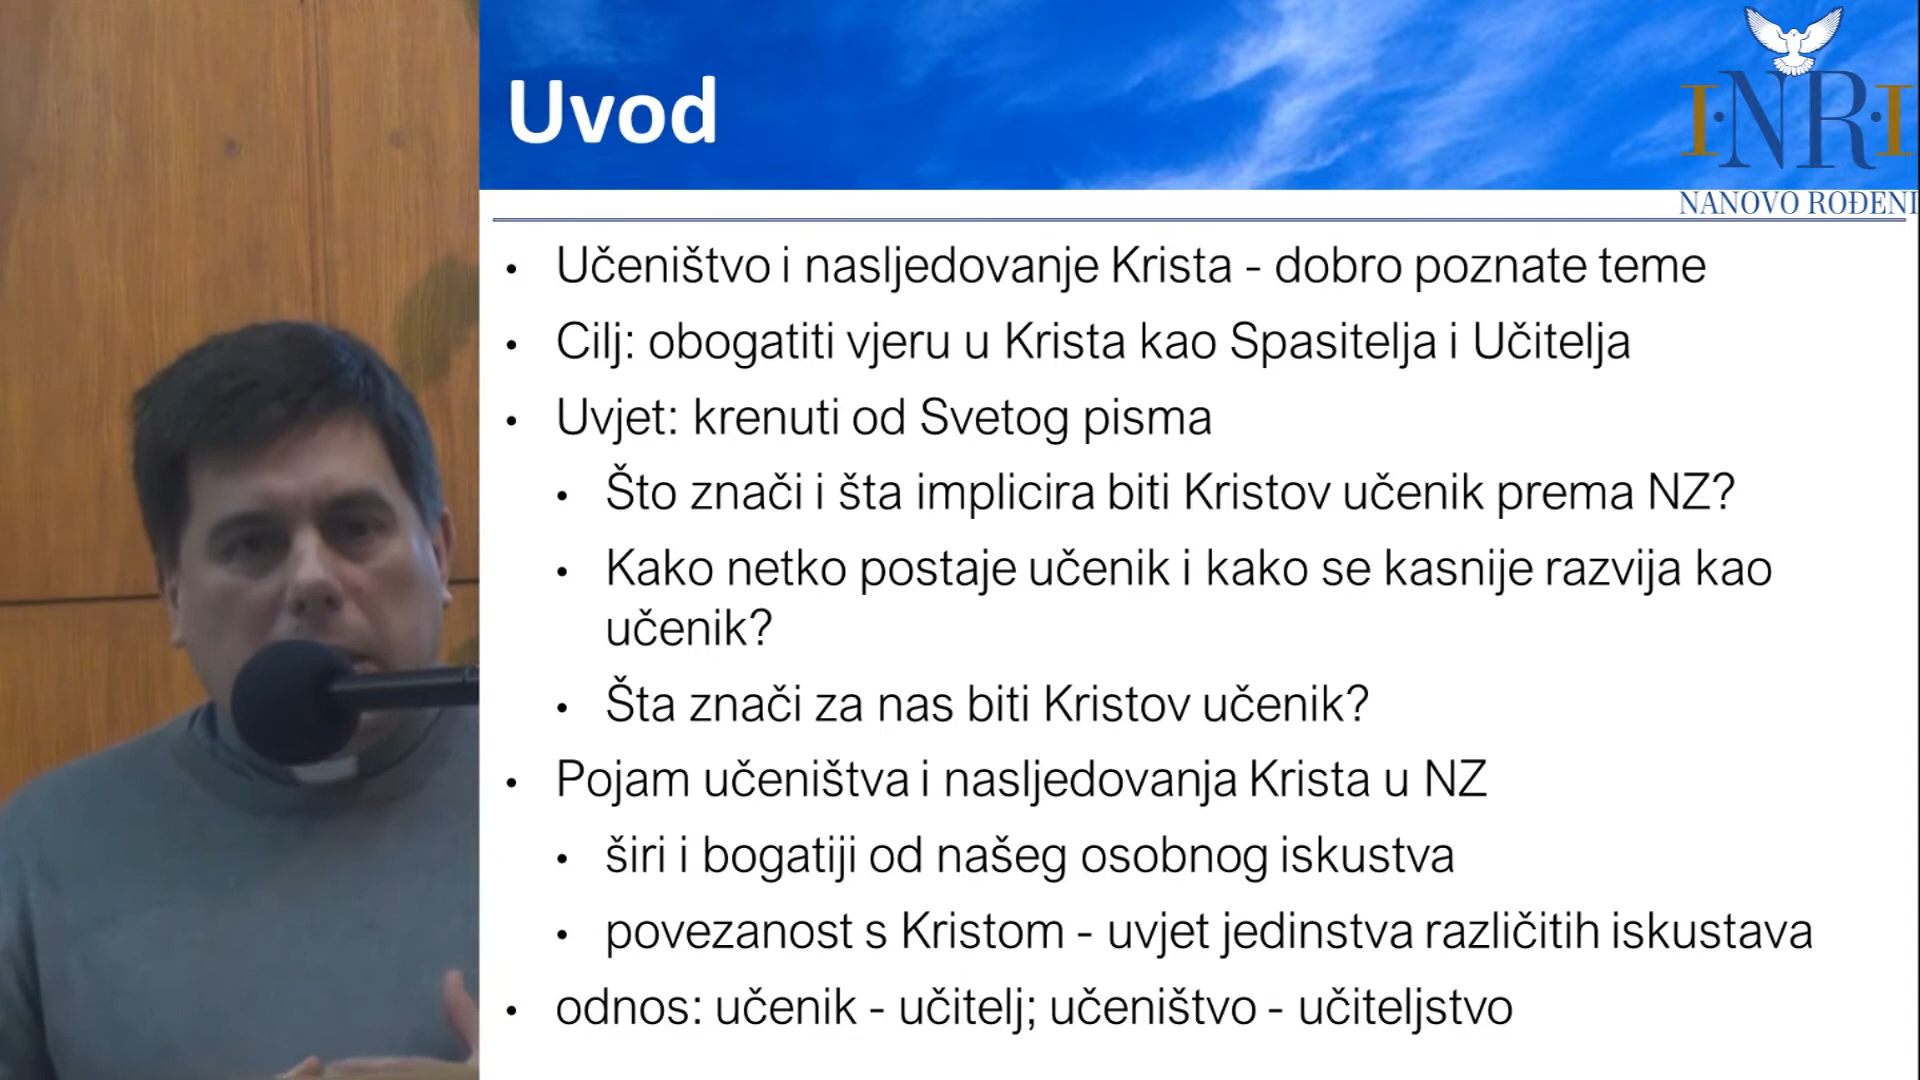 Uvod
I·NR·I
NANOVO ROĐENI
• Učeništvo i nasljedovanje Krista - dobro poznate teme
• Cilj: obogatiti vjeru u Krista kao Spasitelja i Učitelja
• Uvjet: krenuti od Svetog pisma
• Što znači i šta implicira biti Kristov učenik prema NZ?
• Kako netko postaje učenik i kako se kasnije razvija kao
učenik?
• Šta znači za nas biti Kristov učenik?
• Pojam učeništva i nasljedovanja Krista u NZ
• širi i bogatiji od našeg osobnog iskustva
• povezanost s Kristom - uvjet jedinstva različitih iskustava
• odnos: učenik - učitelj; učeništvo - učiteljstvo